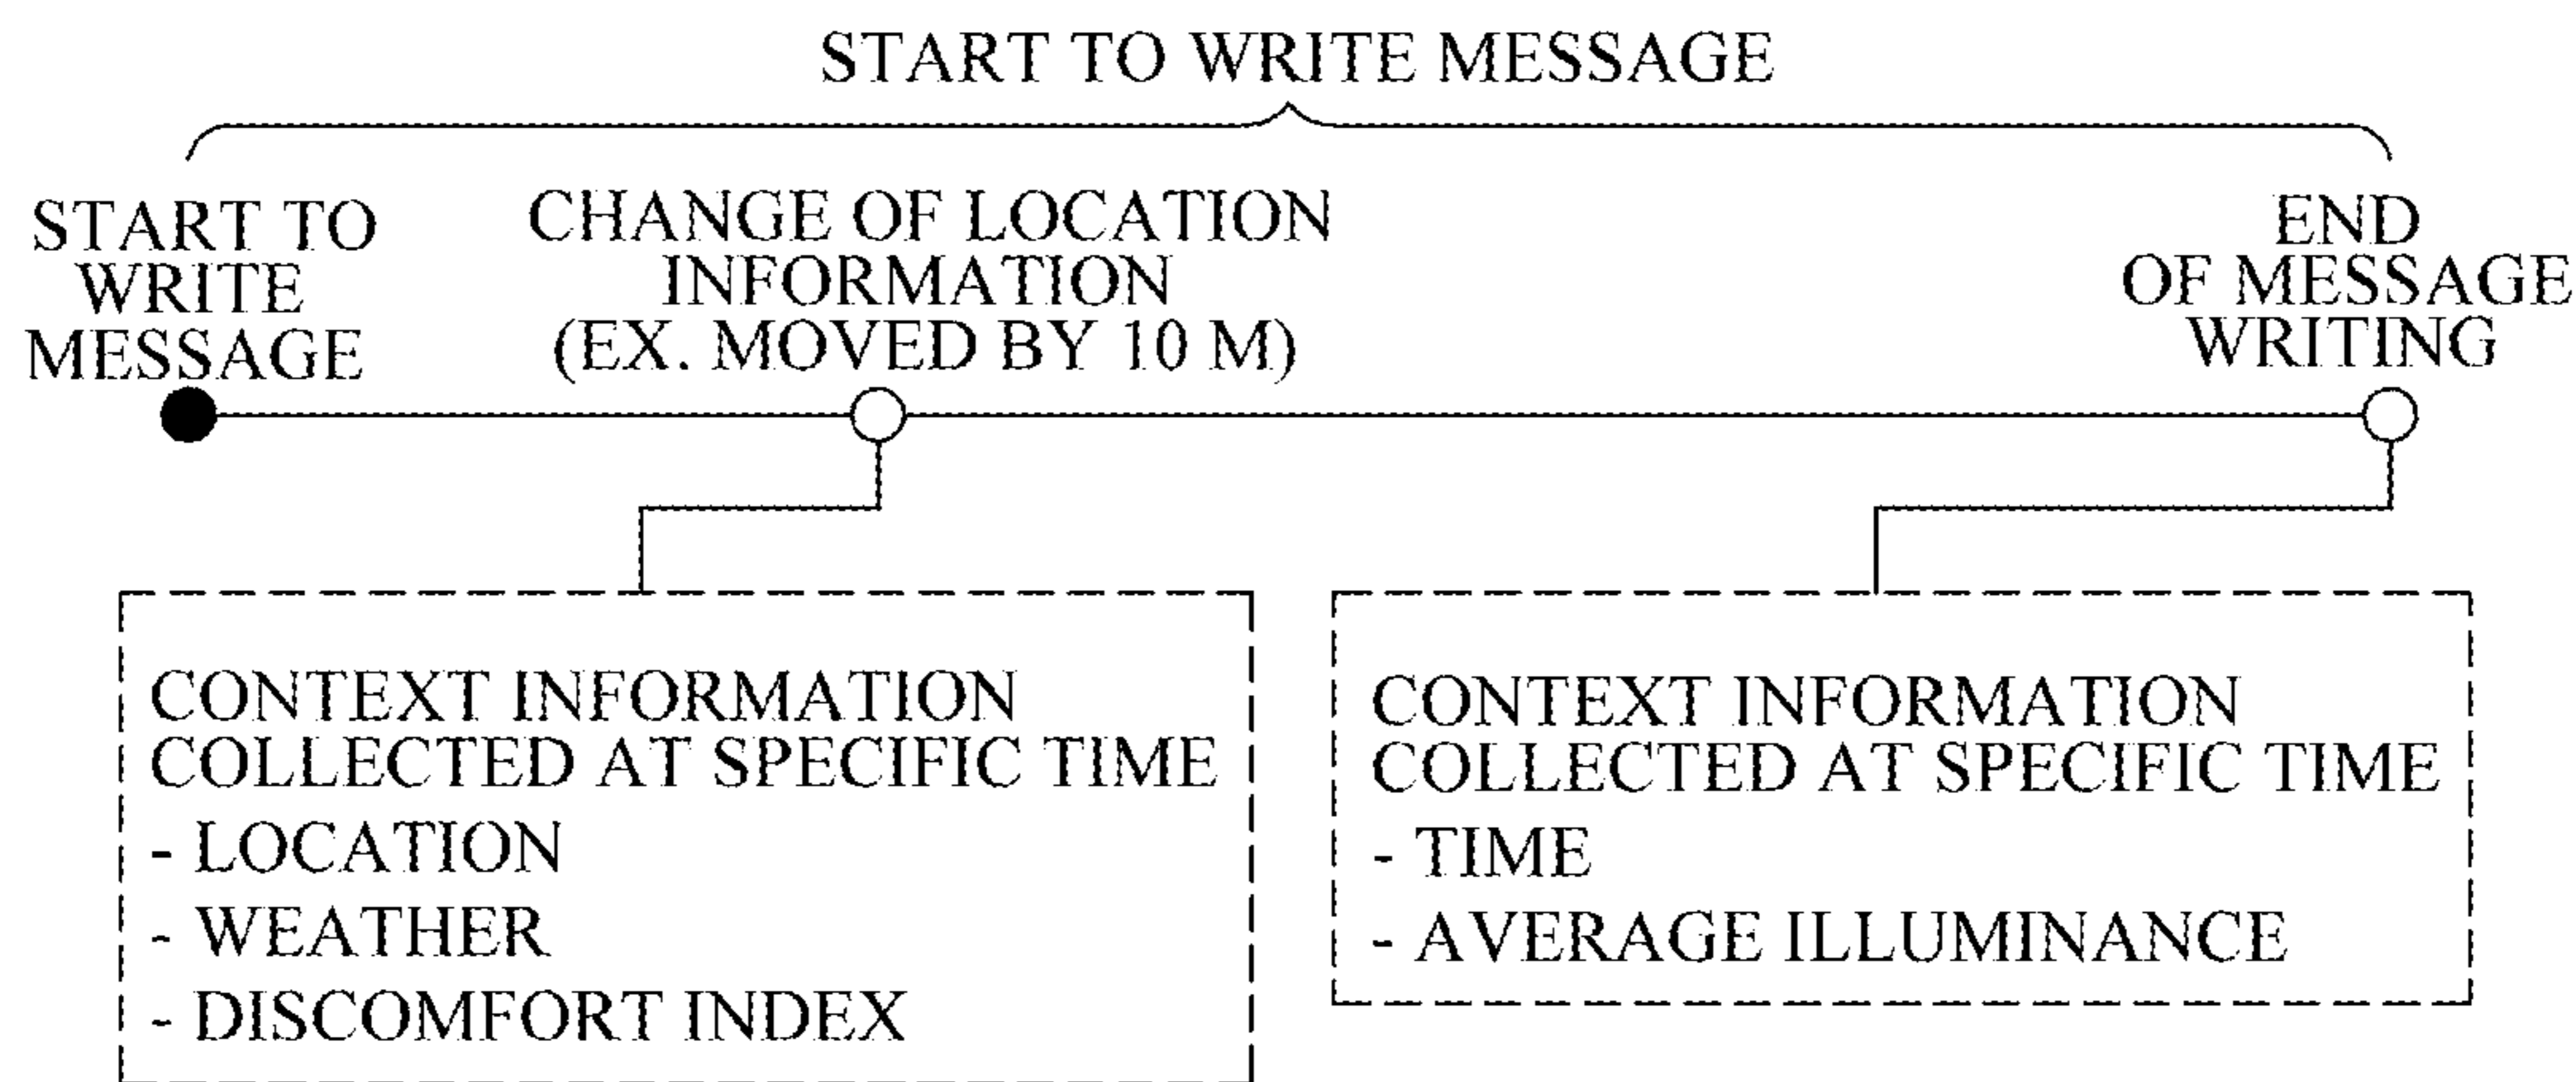 START TO WRITE MESSAGE
START TO
WRITE
MESSAGE
CHANGE OF LOCATION
INFORMATION
(EX. MOVED BY 10 M)
END
OF MESSAGE
WRITING
CONTEXT INFORMATION
COLLECTED AT SPECIFIC TIME
- LOCATION
- WEATHER
- DISCOMFORT INDEX
CONTEXT INFORMATION
COLLECTED AT SPECIFIC TIME
- TIME
- AVERAGE ILLUMINANCE